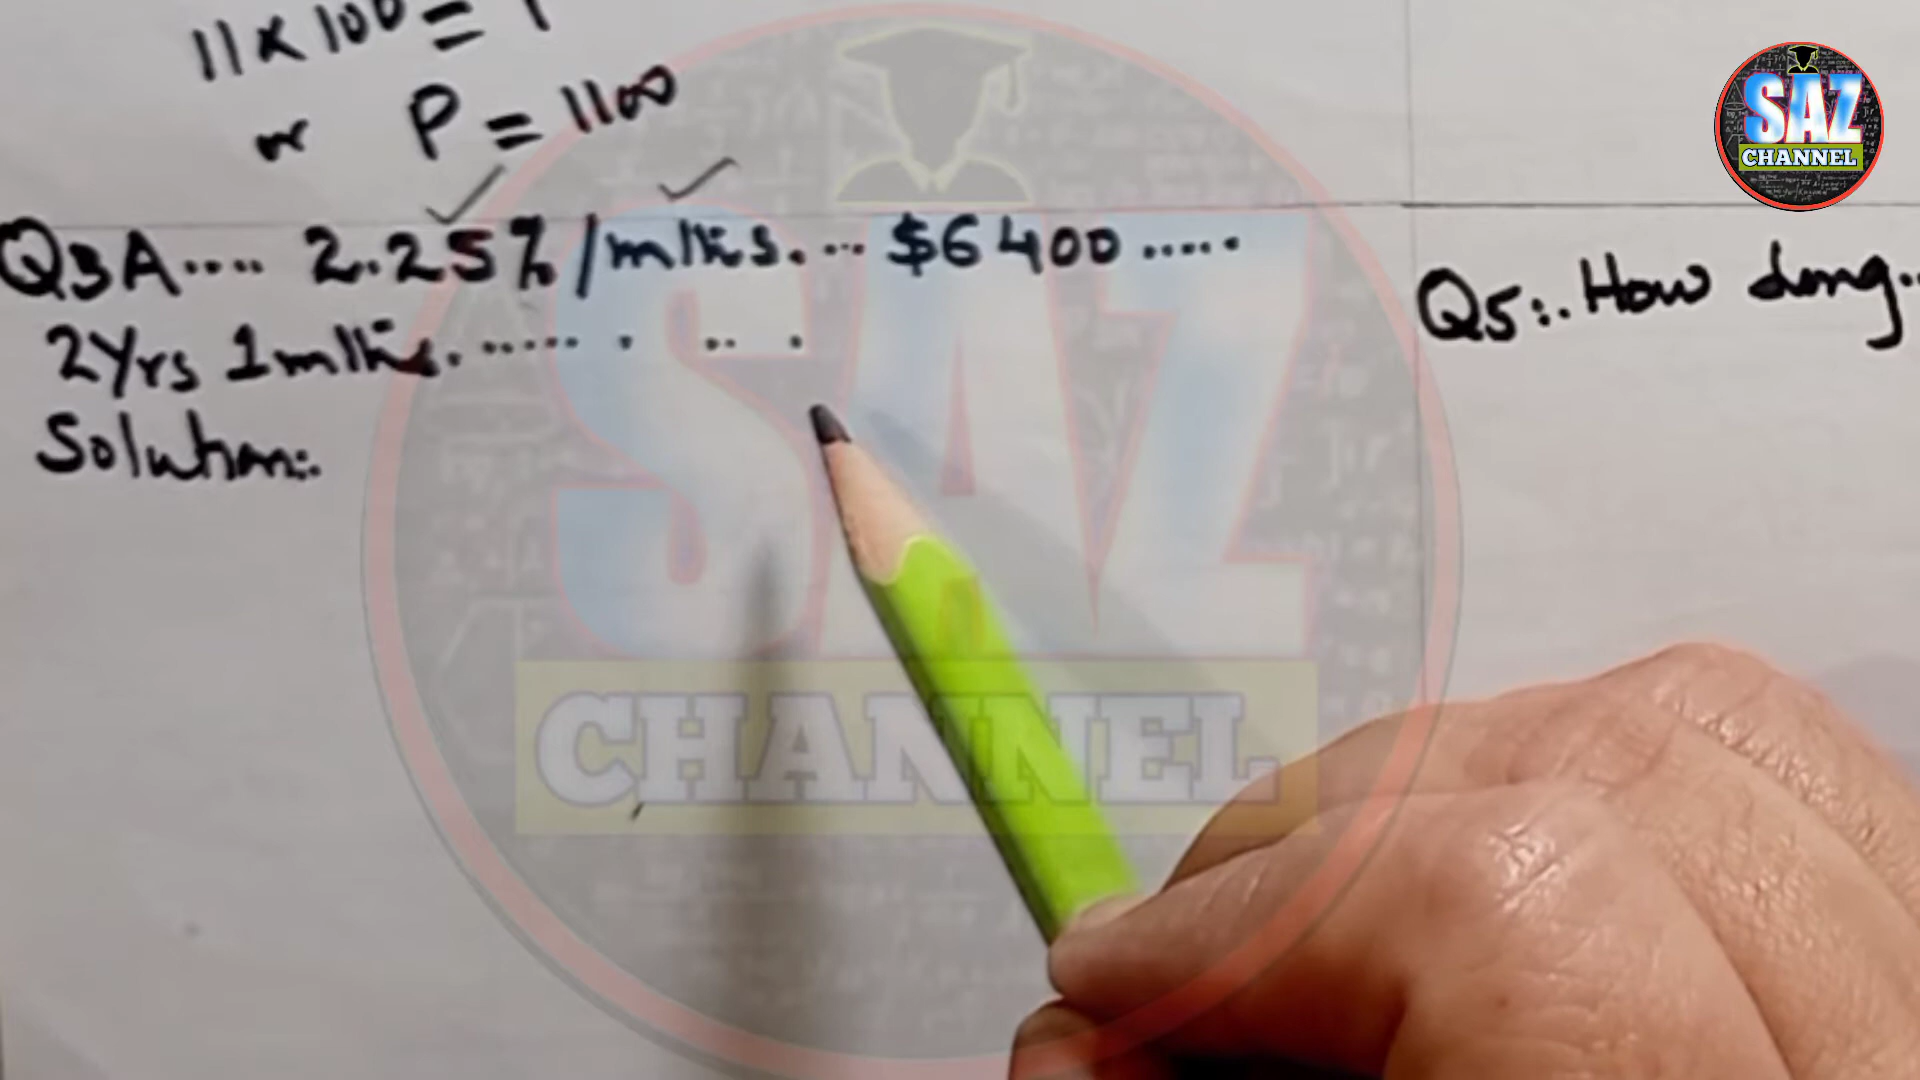 11 x 100 =
or P = 1100
Q3A.... 2.25% /mths. ... $6400 .....
2Yrs 1mths. ...... . .. .
Solution:.
Q5:. How long..
SAZ
CHANNEL
SAZ
CHANNEL